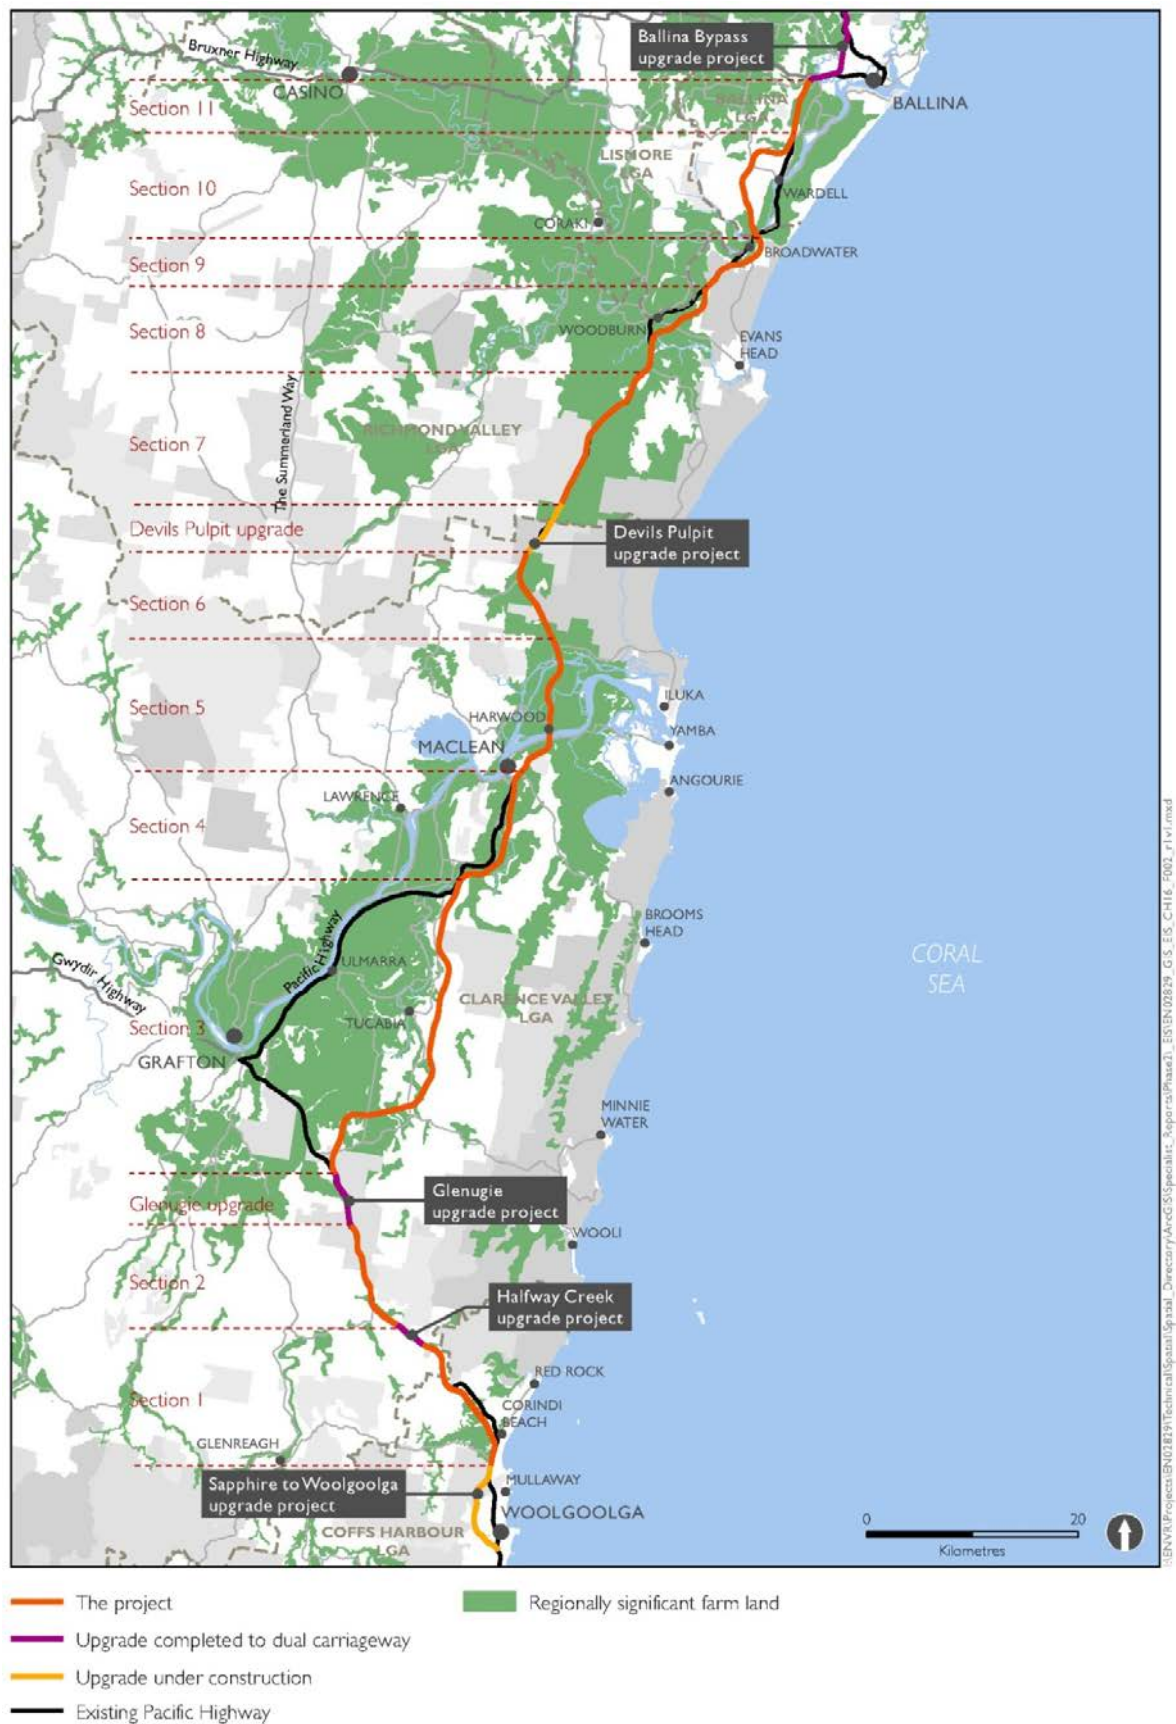 Ballina Bypass
upgrade project
Bruxner Highway
CASINO
BALLINA
BALLINA
LGA
Section 11
LISMORE
LGA
Section 10
WARDELL
CORAKI
BROADWATER
Section 9
Section 8
WOODBURN
EVANS
HEAD
The Summerland Way
RICHMOND VALLEY
LGA
Section 7
Devils Pulpit upgrade
Devils Pulpit
upgrade project
Section 6
Section 5
ILUKA
HARWOOD
YAMBA
MACLEAN
ANGOURIE
LAWRENCE
Section 4
BROOMS
HEAD
Pacific Highway
ULMARRA
CORAL
SEA
Gwydir Highway
CLARENCE VALLEY
LGA
TUCABIA
Section 3
GRAFTON
MINNIE
WATER
Glenugie
upgrade project
Glenugie upgrade
WOOLI
Section 2
Halfway Creek
upgrade project
RED ROCK
Section 1
CORINDI
BEACH
GLENREAGH
Sapphire to Woolgoolga
upgrade project
MULLAWAY
WOOLGOOLGA
COFFS HARBOUR
LGA
0 20
Kilometres
The project
Upgrade completed to dual carriageway
Upgrade under construction
Existing Pacific Highway
Regionally significant farm land